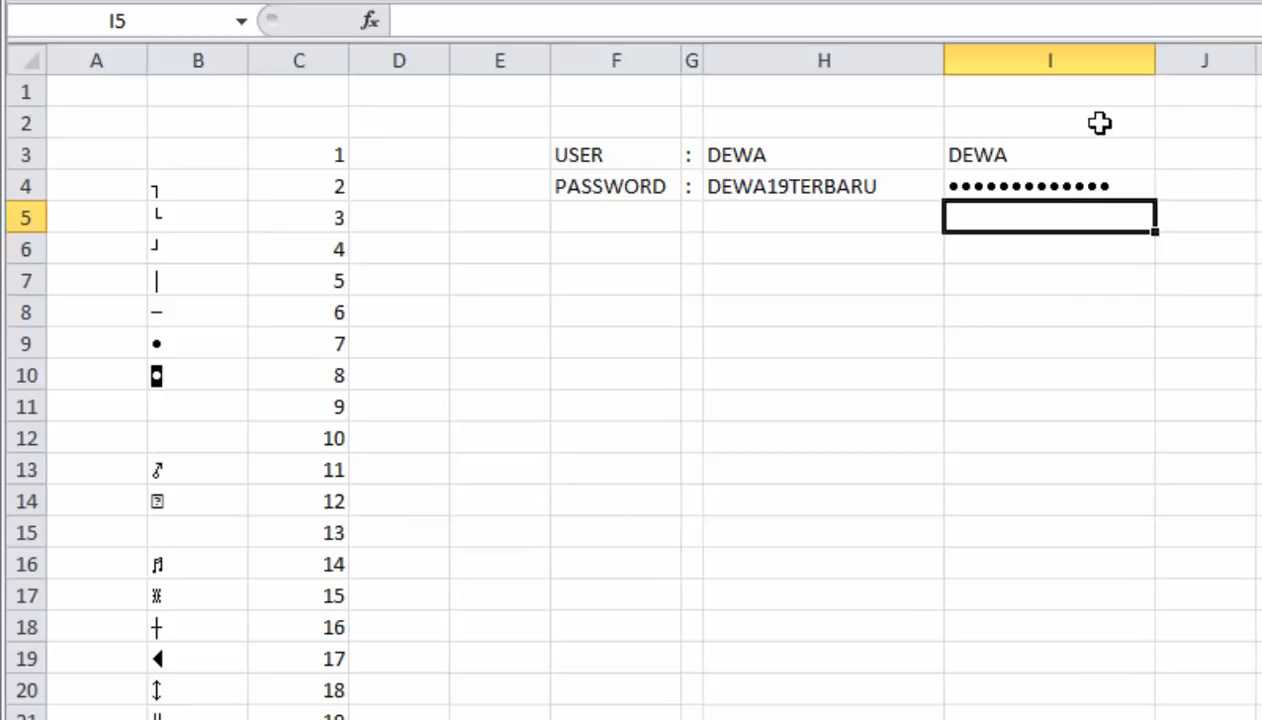 I5 fx
A B C D E F G H I J
1
2
3 1 USER : DEWA DEWA
4 ┐ 2 PASSWORD : DEWA19TERBARU •••••••••••••
5 └ 3
6 ┘ 4
7 │ 5
8 ─ 6
9 • 7
10 ◘ 8
11 9
12 10
13 ♂ 11
14 12
15 13
16 ♫ 14
17 15
18 ┼ 16
19 ◄ 17
20 ↕ 18